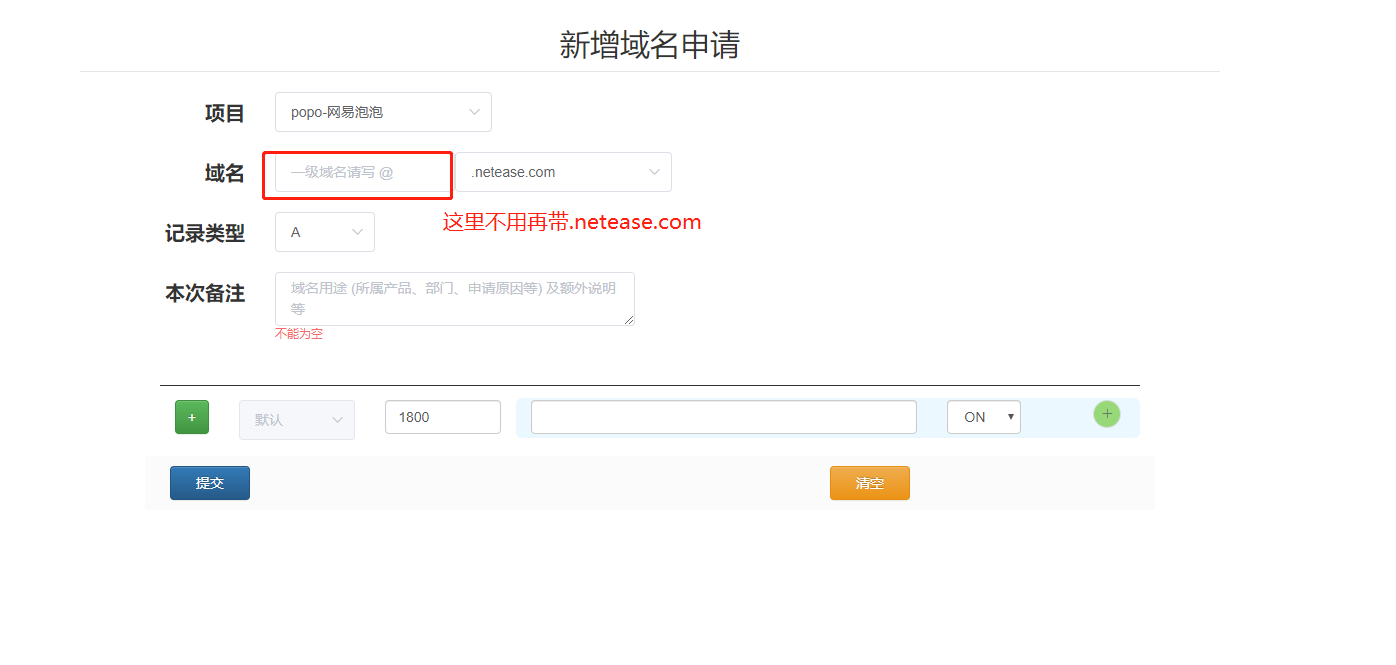 新增域名申请
项目
popo-网易泡泡
域名
一级域名请写 @
.netease.com
这里不用再带.netease.com
记录类型
A
本次备注
域名用途 (所属产品、部门、申请原因等) 及额外说明
等
不能为空
+
默认
1800
ON
+
提交
清空